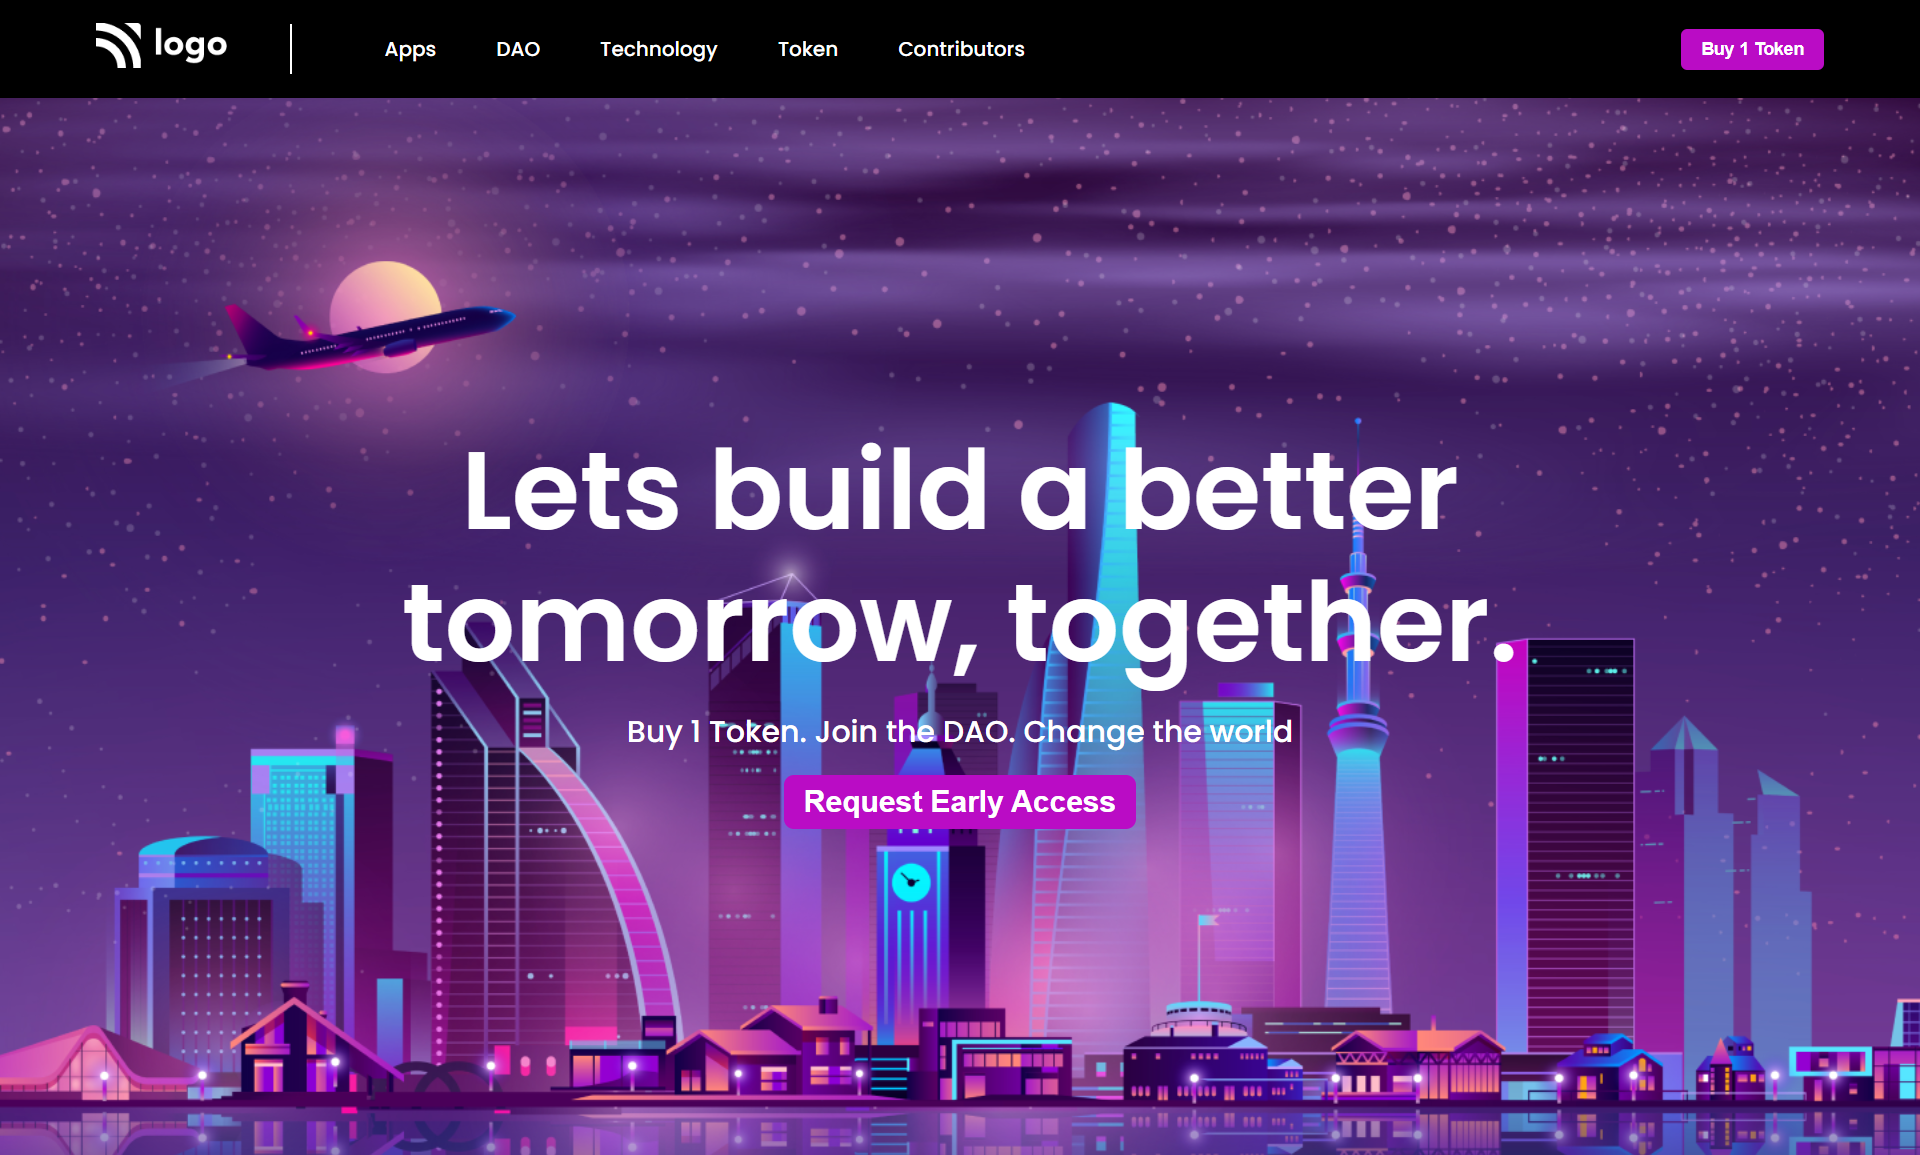 logo
Apps
DAO
Technology
Token
Contributors
Buy 1 Token
Lets build a better
tomorrow, together.
Buy 1 Token. Join the DAO. Change the world
Request Early Access